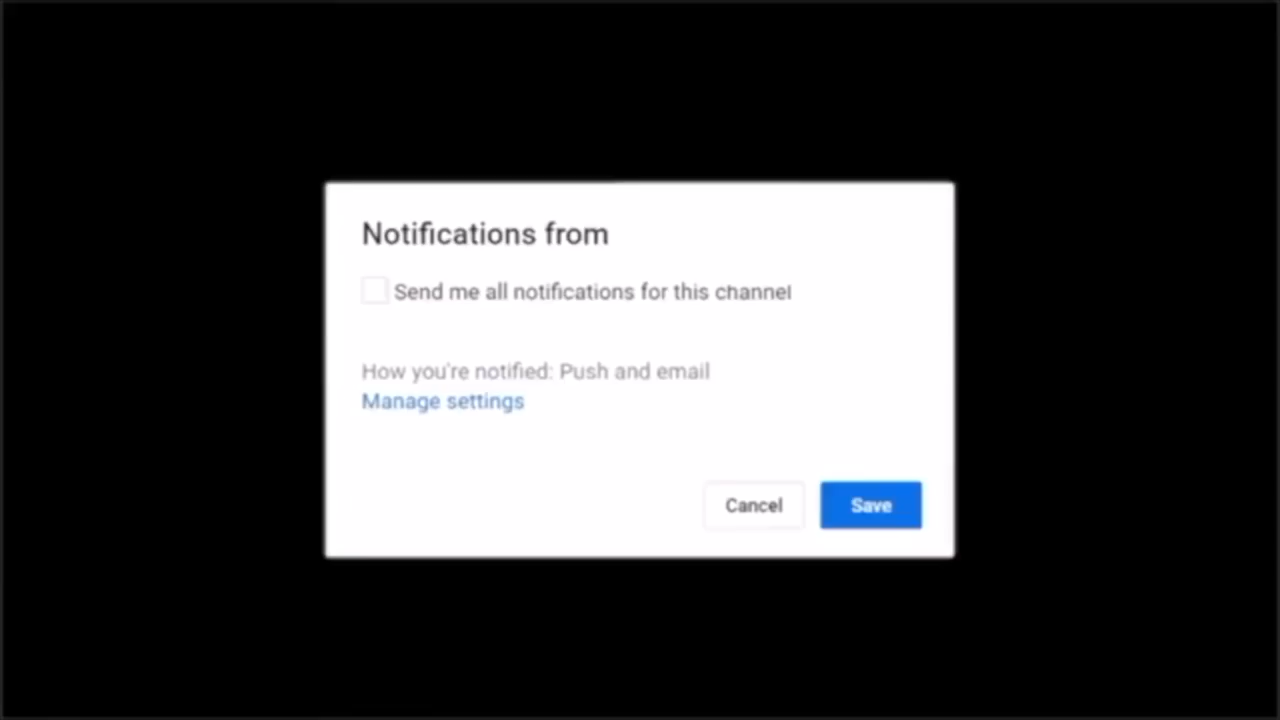 Notifications from
Send me all notifications for this channel
How you're notified: Push and email
Manage settings
Cancel
Save